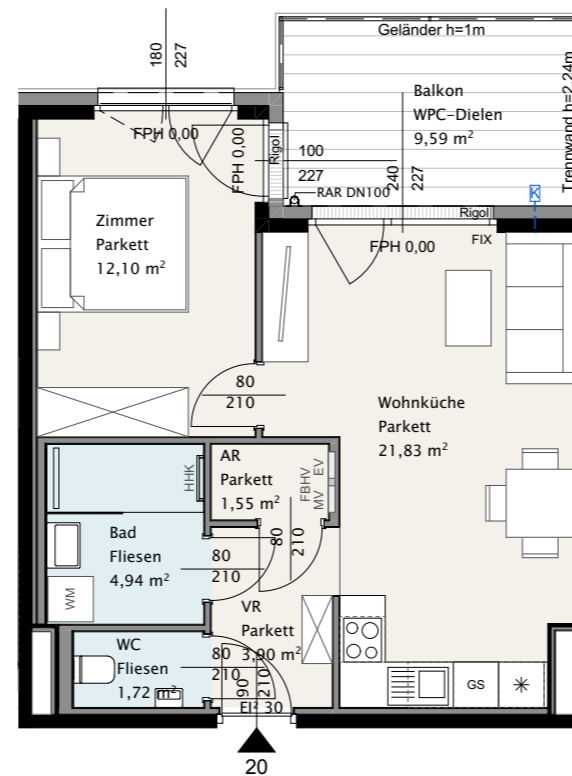 Geländer h=1m
180
227
Balkon
WPC-Dielen
9,59 m²
Trennwand h=2,24m
FPH 0,00
FPH 0,00
Rigol
100
227
RAR DN100
240
227
K
Rigol
FPH 0,00
FIX
Zimmer
Parkett
12,10 m²
80
210
Wohnküche
Parkett
21,83 m²
AR
Parkett
1,55 m²
FBHV
MV EV
HHK
Bad
Fliesen
4,94 m²
WM
80
210
80
210
VR
Parkett
3,90 m²
WC
Fliesen
1,72 m²
80
210
90
210
EI² 30
GS
20